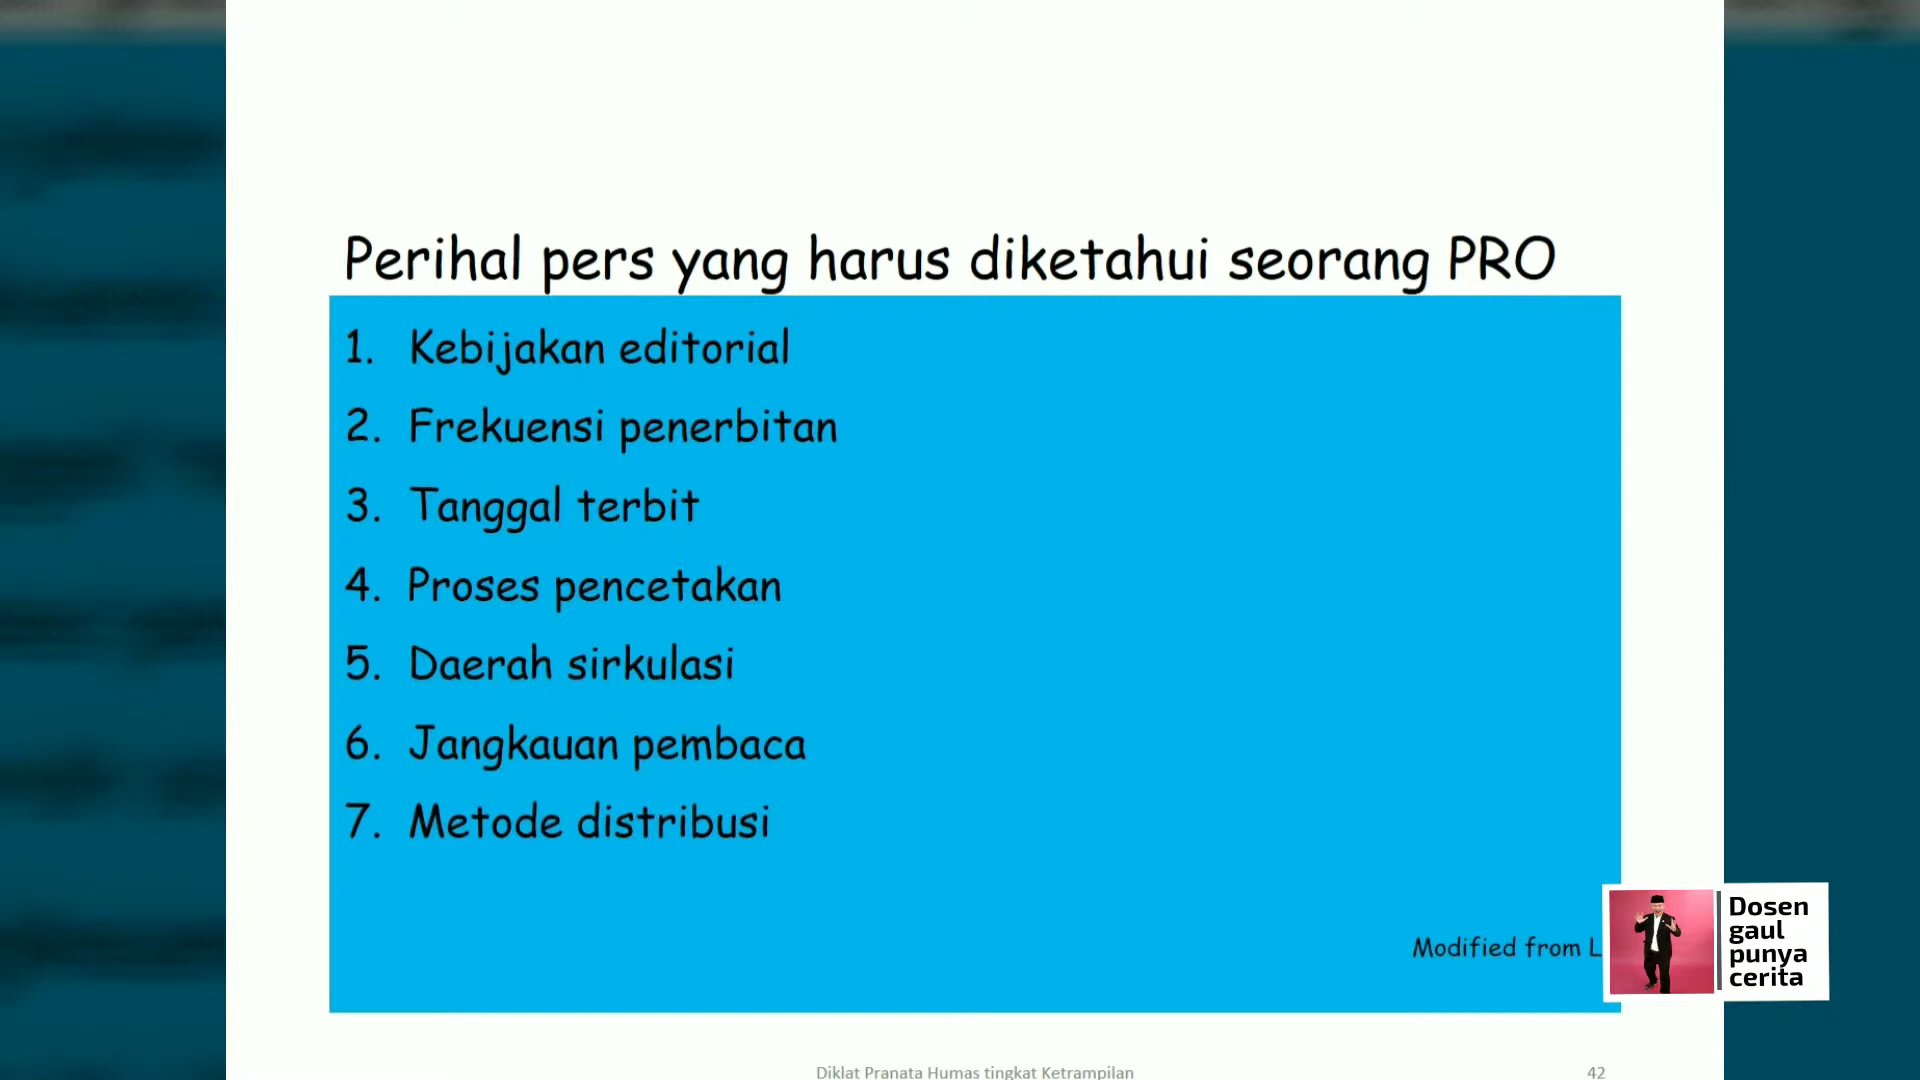 Perihal pers yang harus diketahui seorang PRO
1. Kebijakan editorial
2. Frekuensi penerbitan
3. Tanggal terbit
4. Proses pencetakan
5. Daerah sirkulasi
6. Jangkauan pembaca
7. Metode distribusi
Modified from L
Dosen
gaul
punya
cerita
Diklat Pranata Humas tingkat Ketrampilan
42